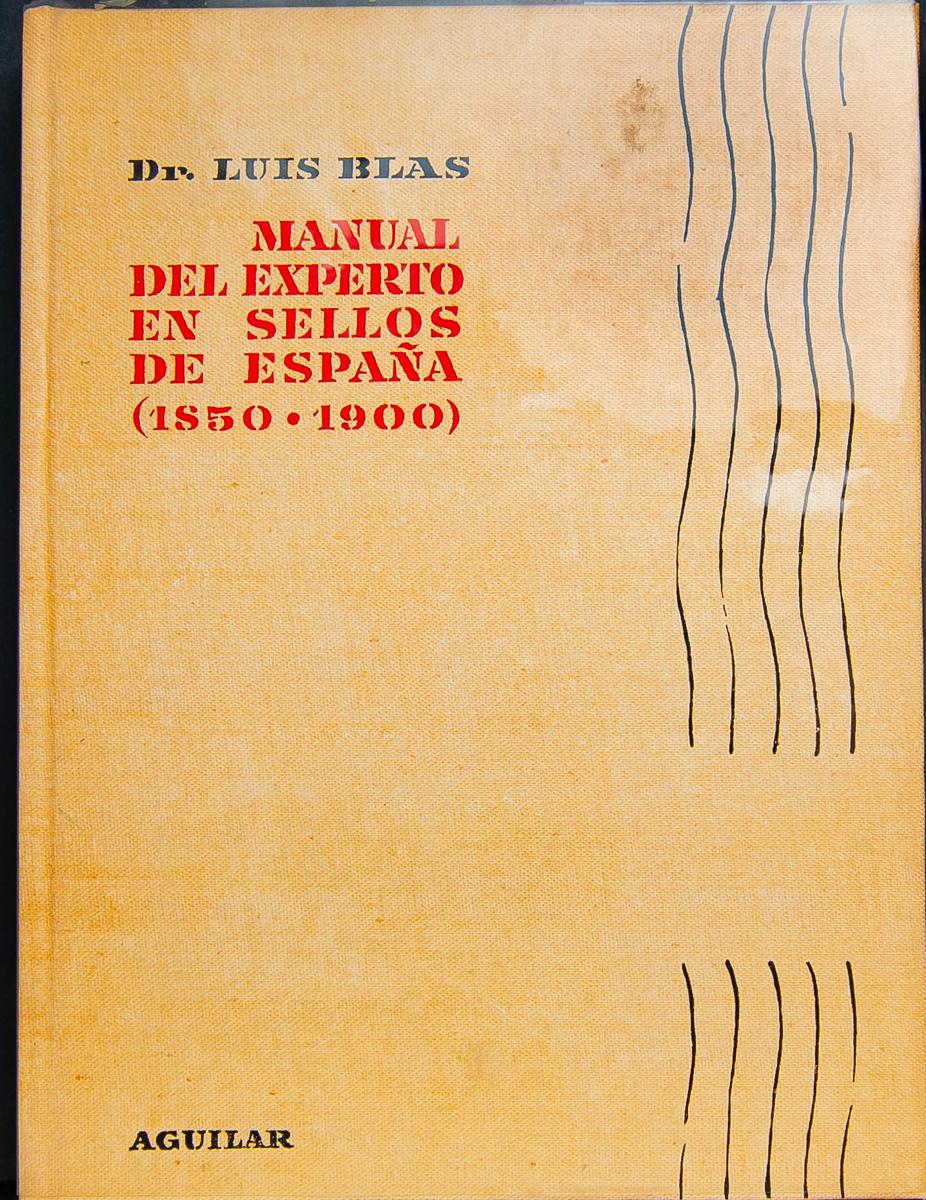 Dr. LUIS BLAS
MANUAL
DEL EXPERTO
EN SELLOS
DE ESPAÑA
(1850 • 1900)
AGUILAR